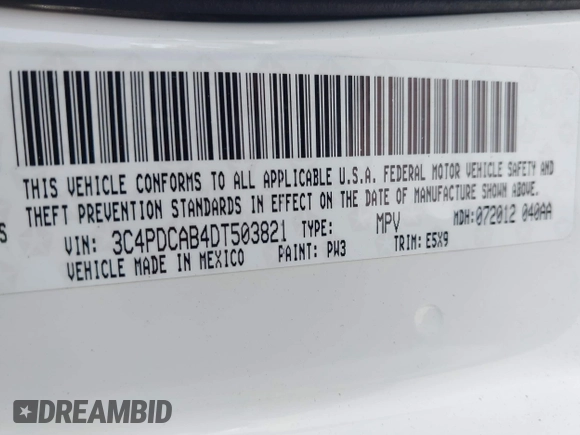 THIS VEHICLE CONFORMS TO ALL APPLICABLE U.S.A. FEDERAL MOTOR VEHICLE SAFETY AND
THEFT PREVENTION STANDARDS IN EFFECT ON THE DATE OF MANUFACTURE SHOWN ABOVE.
S
VIN: 3C4PDCAB4DT503821 TYPE: MPV MDH:072012 040AA
VEHICLE MADE IN MEXICO PAINT: PW3 TRIM: E5X9
DREAMBID